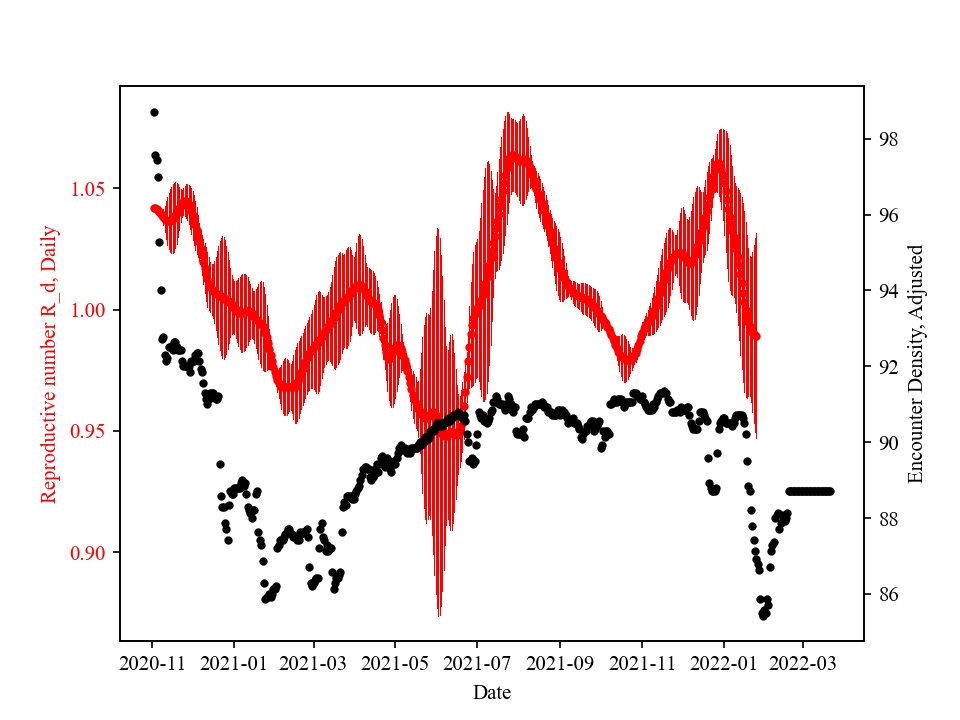 1.05
1.00
0.95
0.90
Reproductive number R_d, Daily
98
96
94
92
90
88
86
Encounter Density, Adjusted
2020-11 2021-01 2021-03 2021-05 2021-07 2021-09 2021-11 2022-01 2022-03
Date